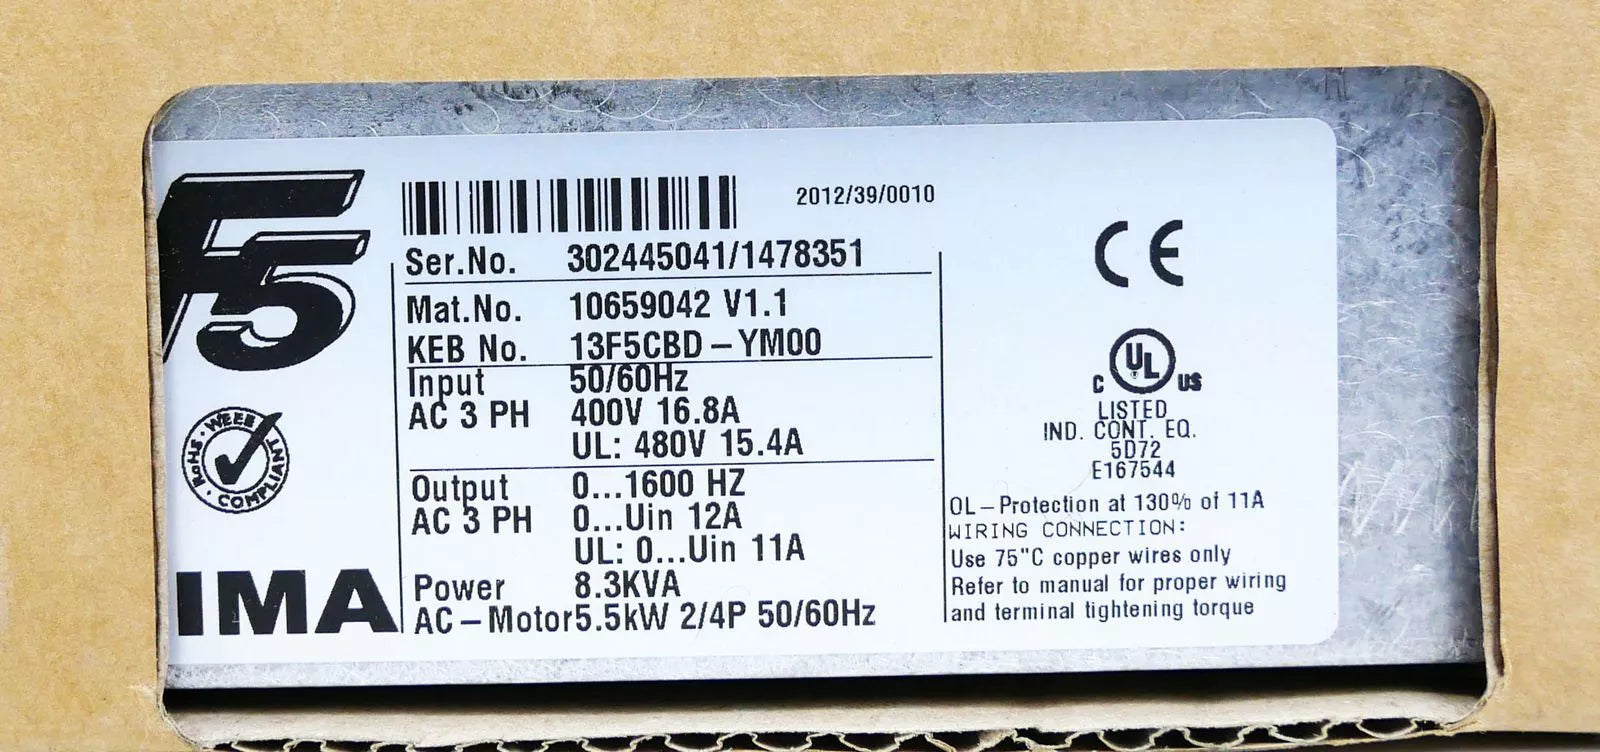 F5
WEEE
RoHS
COMPLIANT
IMA
2012/39/0010
Ser.No. 302445041/1478351
Mat.No. 10659042 V1.1
KEB No. 13F5CBD-YM00
Input 50/60Hz
AC 3 PH 400V 16.8A
UL: 480V 15.4A
Output 0...1600 HZ
AC 3 PH 0...Uin 12A
UL: 0...Uin 11A
Power 8.3KVA
AC-Motor5.5kW 2/4P 50/60Hz
CE
C UL US
LISTED
IND. CONT. EQ.
5D72
E167544
OL-Protection at 130% of 11A
WIRING CONNECTION:
Use 75"C copper wires only
Refer to manual for proper wiring
and terminal tightening torque